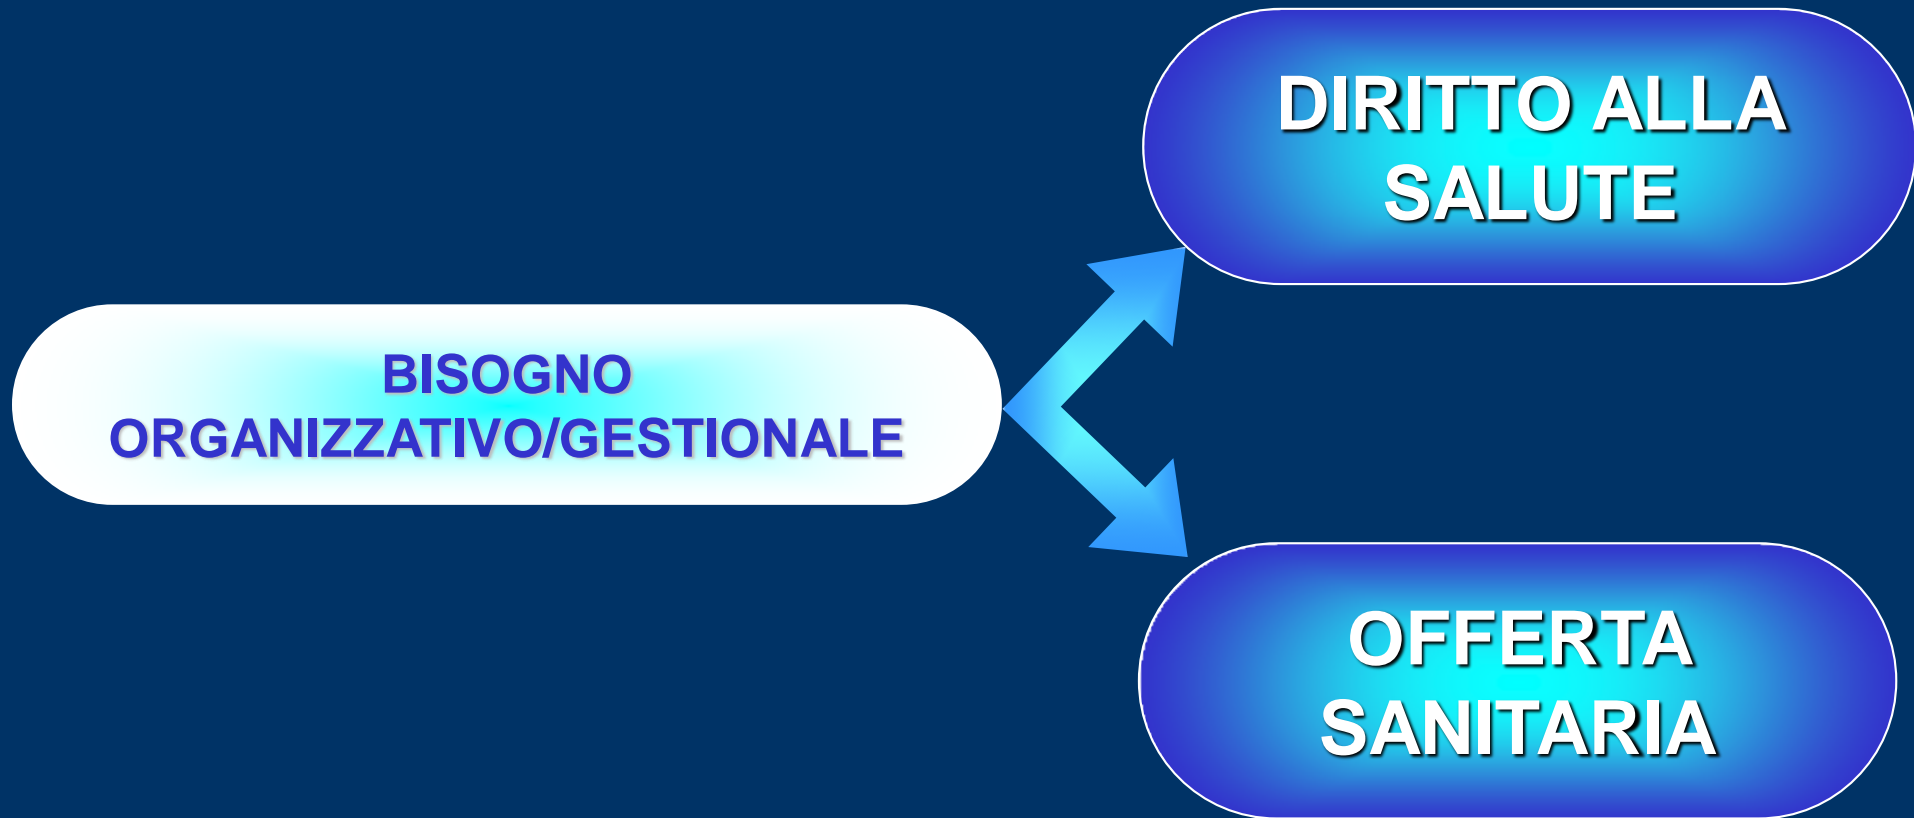 DIRITTO ALLA
SALUTE
BISOGNO
ORGANIZZATIVO/GESTIONALE
OFFERTA
SANITARIA